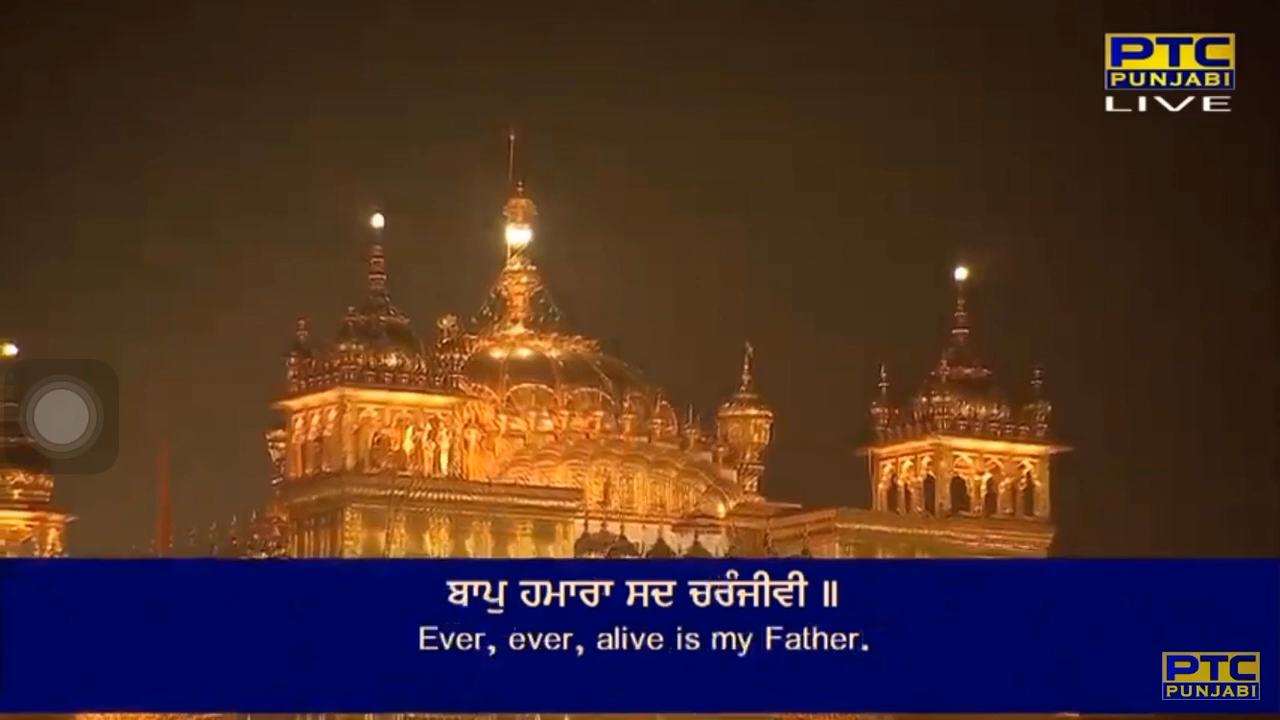 PTC
PUNJABI
LIVE
ਬਾਪੁ ਹਮਾਰਾ ਸਦ ਚਰੰਜੀਵੀ ॥
Ever, ever, alive is my Father.
PTC
PUNJABI